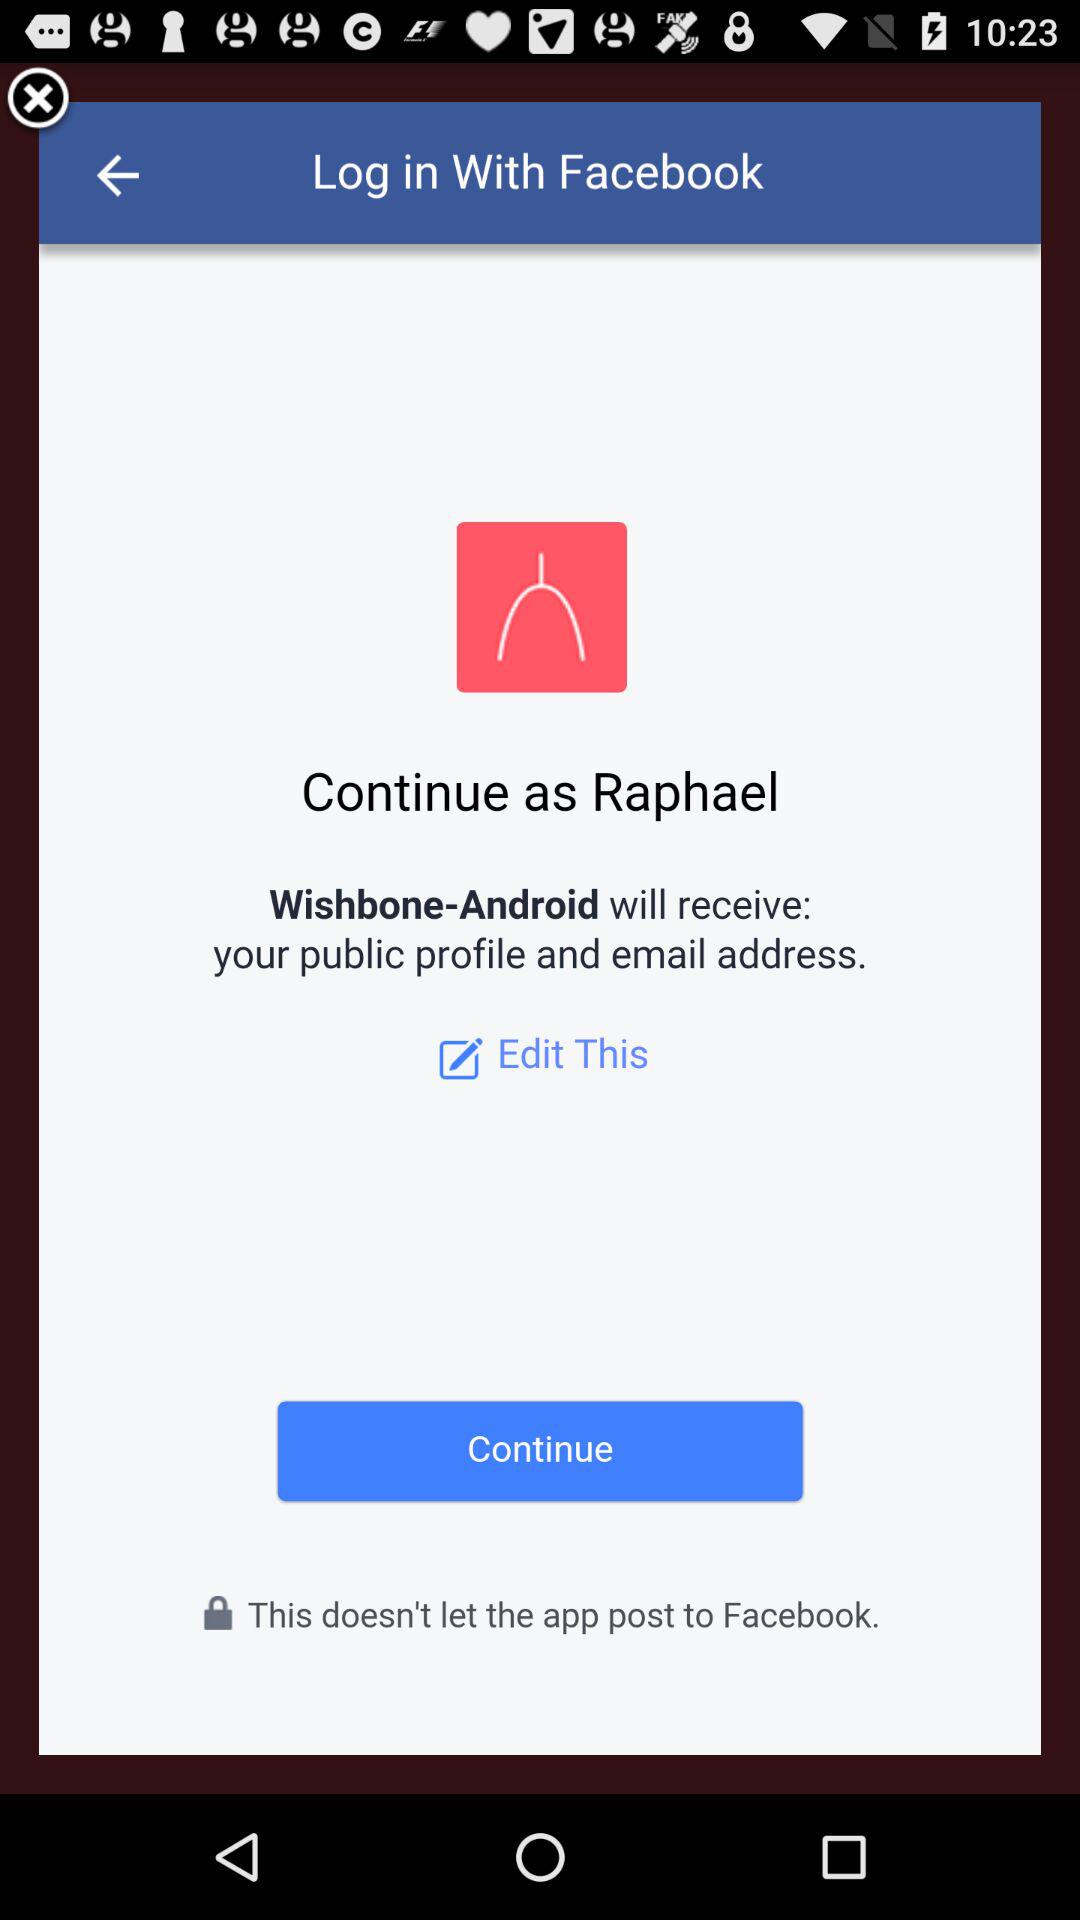 FAKE
10:23
Log in With Facebook
Continue as Raphael
Wishbone-Android will receive:
your public profile and email address.
Edit This
Continue
This doesn't let the app post to Facebook.